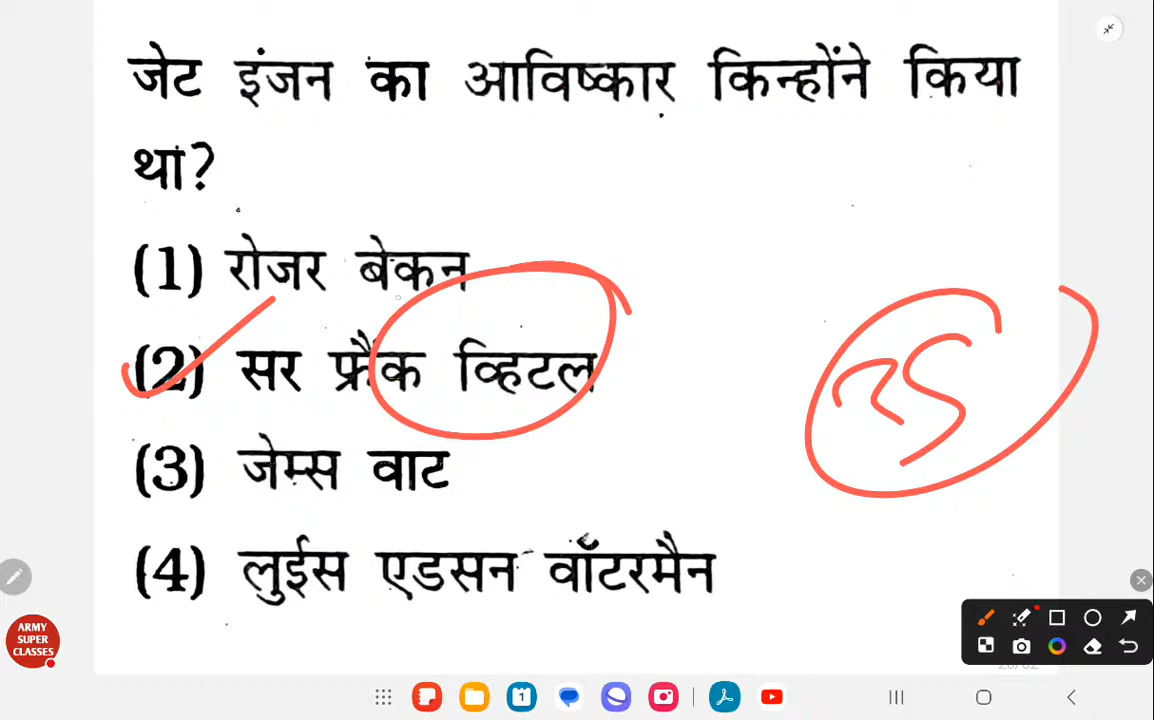 जेट इंजन का आविष्कार किन्होंने किया
था?
(1) रोजर बेकन
(2) सर फ्रैंक व्हिटल
(3) जेम्स वाट
(4) लुईस एडसन वॉटरमैन
ARMY
SUPER
CLASSES